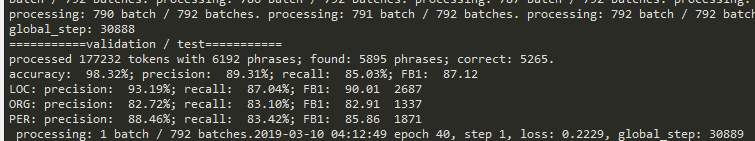 processing: 790 batch / 792 batches. processing: 791 batch / 792 batches. processing: 792 batch / 792 batches.
global_step: 30888
===========validation / test===========
processed 177232 tokens with 6192 phrases; found: 5895 phrases; correct: 5265.
accuracy: 98.32%; precision: 89.31%; recall: 85.03%; FB1: 87.12
LOC: precision: 93.19%; recall: 87.04%; FB1: 90.01 2687
ORG: precision: 82.72%; recall: 83.10%; FB1: 82.91 1337
PER: precision: 88.46%; recall: 83.42%; FB1: 85.86 1871
processing: 1 batch / 792 batches.2019-03-10 04:12:49 epoch 40, step 1, loss: 0.2229, global_step: 30889